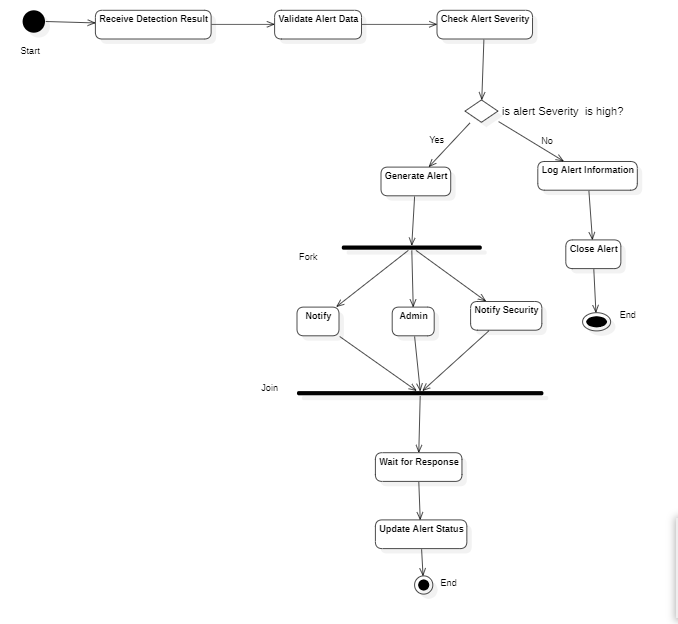 Receive Detection Result
Validate Alert Data
Check Alert Severity
Start
is alert Severity  is high?
Yes
No
Generate Alert
Log Alert Information
Fork
Close Alert
Notify
Admin
Notify Security
End
Join
Wait for Response
Update Alert Status
End